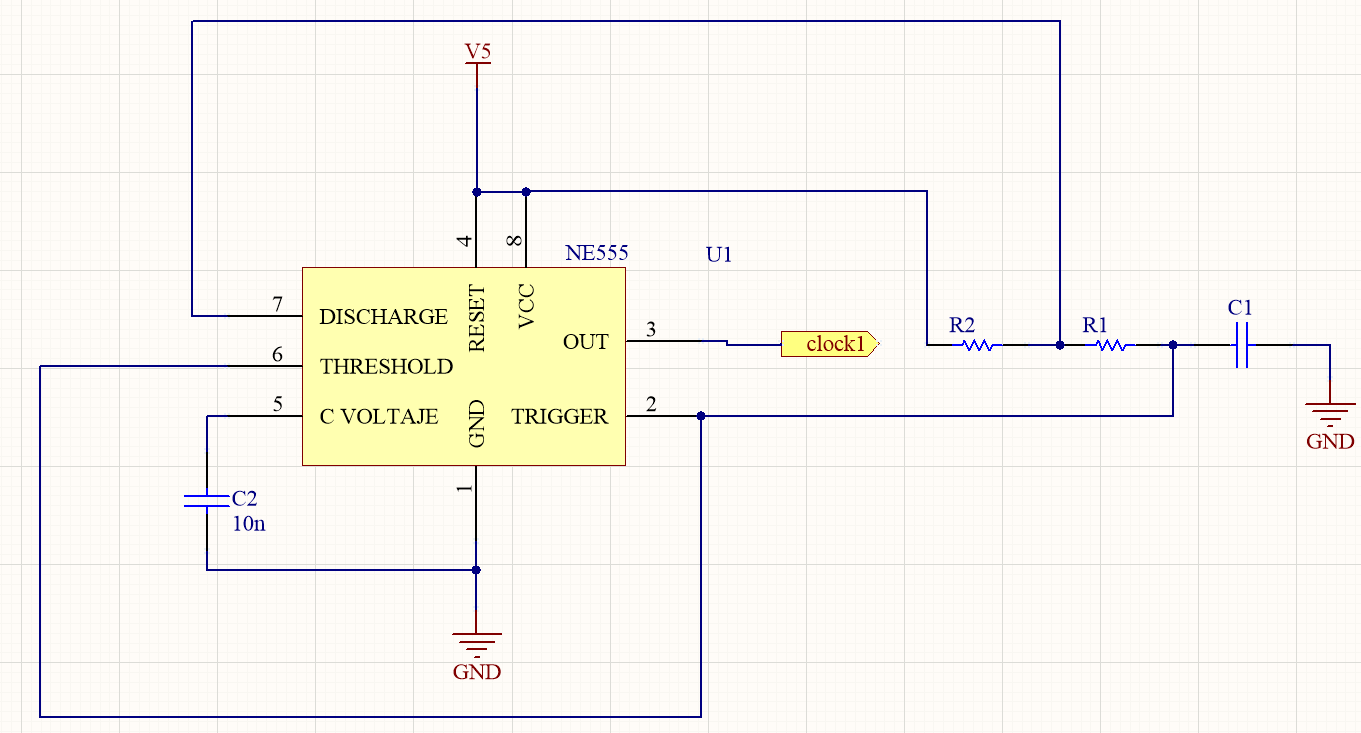 V5
4
8
NE555
U1
7
DISCHARGE
RESET
VCC
OUT
3
clock1
R2
R1
C1
6
THRESHOLD
5
C VOLTAJE
GND
TRIGGER
2
GND
1
C2
10n
GND